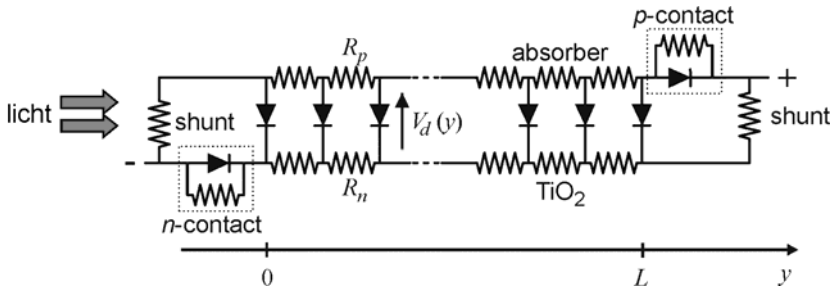 p-contact
R_p
absorber
+
licht
shunt
V_d(y)
shunt
-
R_n
TiO₂
n-contact
0
L
y